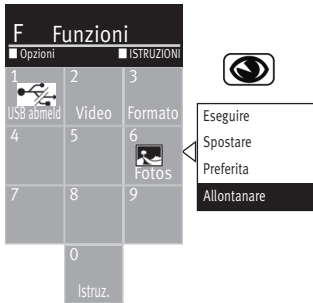 F Funzioni
Opzioni ISTRUZIONI
1 2 3
USB abmeld Video Formato
4 5 6
Fotos
7 8 9
0
Istruz.
Eseguire
Spostare
Preferita
Allontanare